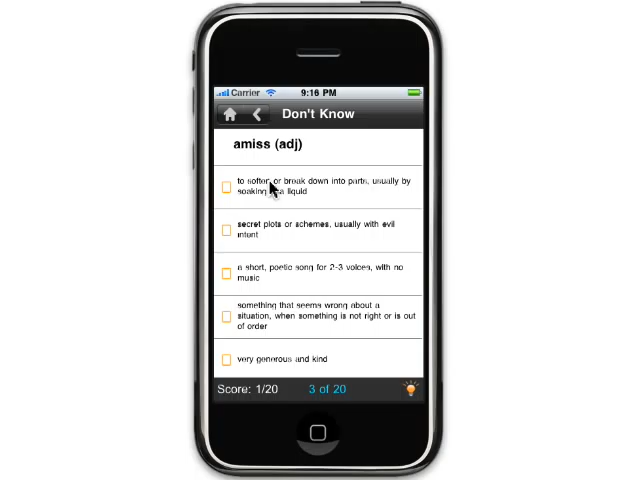 Carrier 9:16 PM
Don't Know
amiss (adj)
to soften or break down into parts, usually by
soaking a liquid
secret plots or schemes, usually with evil
intent
a short, poetic song for 2-3 voices, with no
music
something that seems wrong about a
situation, when something is not right or is out
of order
very generous and kind
Score: 1/20 3 of 20